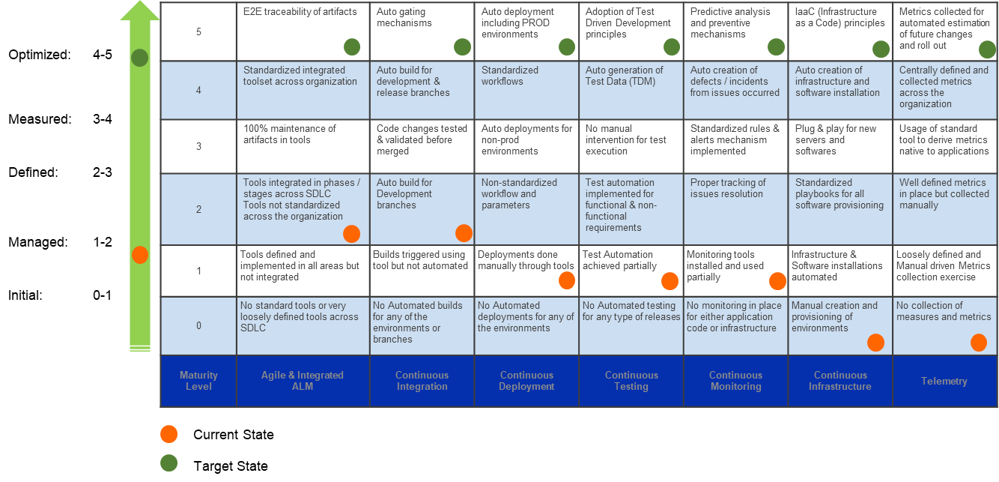 Optimized: 4-5
Measured: 3-4
Defined: 2-3
Managed: 1-2
Initial: 0-1
5
E2E traceability of artifacts
Auto gating
mechanisms
Auto deployment
including PROD
environments
Adoption of Test
Driven Development
principles
Predictive analysis
and preventive
mechanisms
IaaC (Infrastructure
as a Code) principles
Metrics collected for
automated estimation
of future changes
and roll out
4
Standardized integrated
toolset across organization
Auto build for
development &
release branches
Standardized
workflows
Auto generation of
Test Data (TDM)
Auto creation of
defects / incidents
from issues occurred
Auto creation of
infrastructure and
software installation
Centrally defined and
collected metrics
across the
organization
3
100% maintenance of
artifacts in tools
Code changes tested
& validated before
merged
Auto deployments for
non-prod
environments
No manual
intervention for test
execution
Standardized rules &
alerts mechanism
implemented
Plug & play for new
servers and
softwares
Usage of standard
tool to derive metrics
native to applications
2
Tools integrated in phases /
stages across SDLC
Tools not standardized
across the organization
Auto build for
Development
branches
Non-standardized
workflow and
parameters
Test automation
implemented for
functional & non-
functional
requirements
Proper tracking of
issues resolution
Standardized
playbooks for all
software provisioning
Well defined metrics
in place but collected
manually
1
Tools defined and
implemented in all areas but
not integrated
Builds triggered using
tool but not automated
Deployments done
manually through tools
Test Automation
achieved partially
Monitoring tools
installed and used
partially
Infrastructure &
Software installations
automated
Loosely defined and
Manual driven Metrics
collection exercise
0
No standard tools or very
loosely defined tools across
SDLC
No Automated builds
for any of the
environments or
branches
No Automated
deployments for any of
the environments
No Automated testing
for any type of releases
No monitoring in place
for either application
code or infrastructure
Manual creation and
provisioning of
environments
No collection of
measures and metrics
Maturity
Level
Agile & Integrated
ALM
Continuous
Integration
Continuous
Deployment
Continuous
Testing
Continuous
Monitoring
Continuous
Infrastructure
Telemetry
Current State
Target State